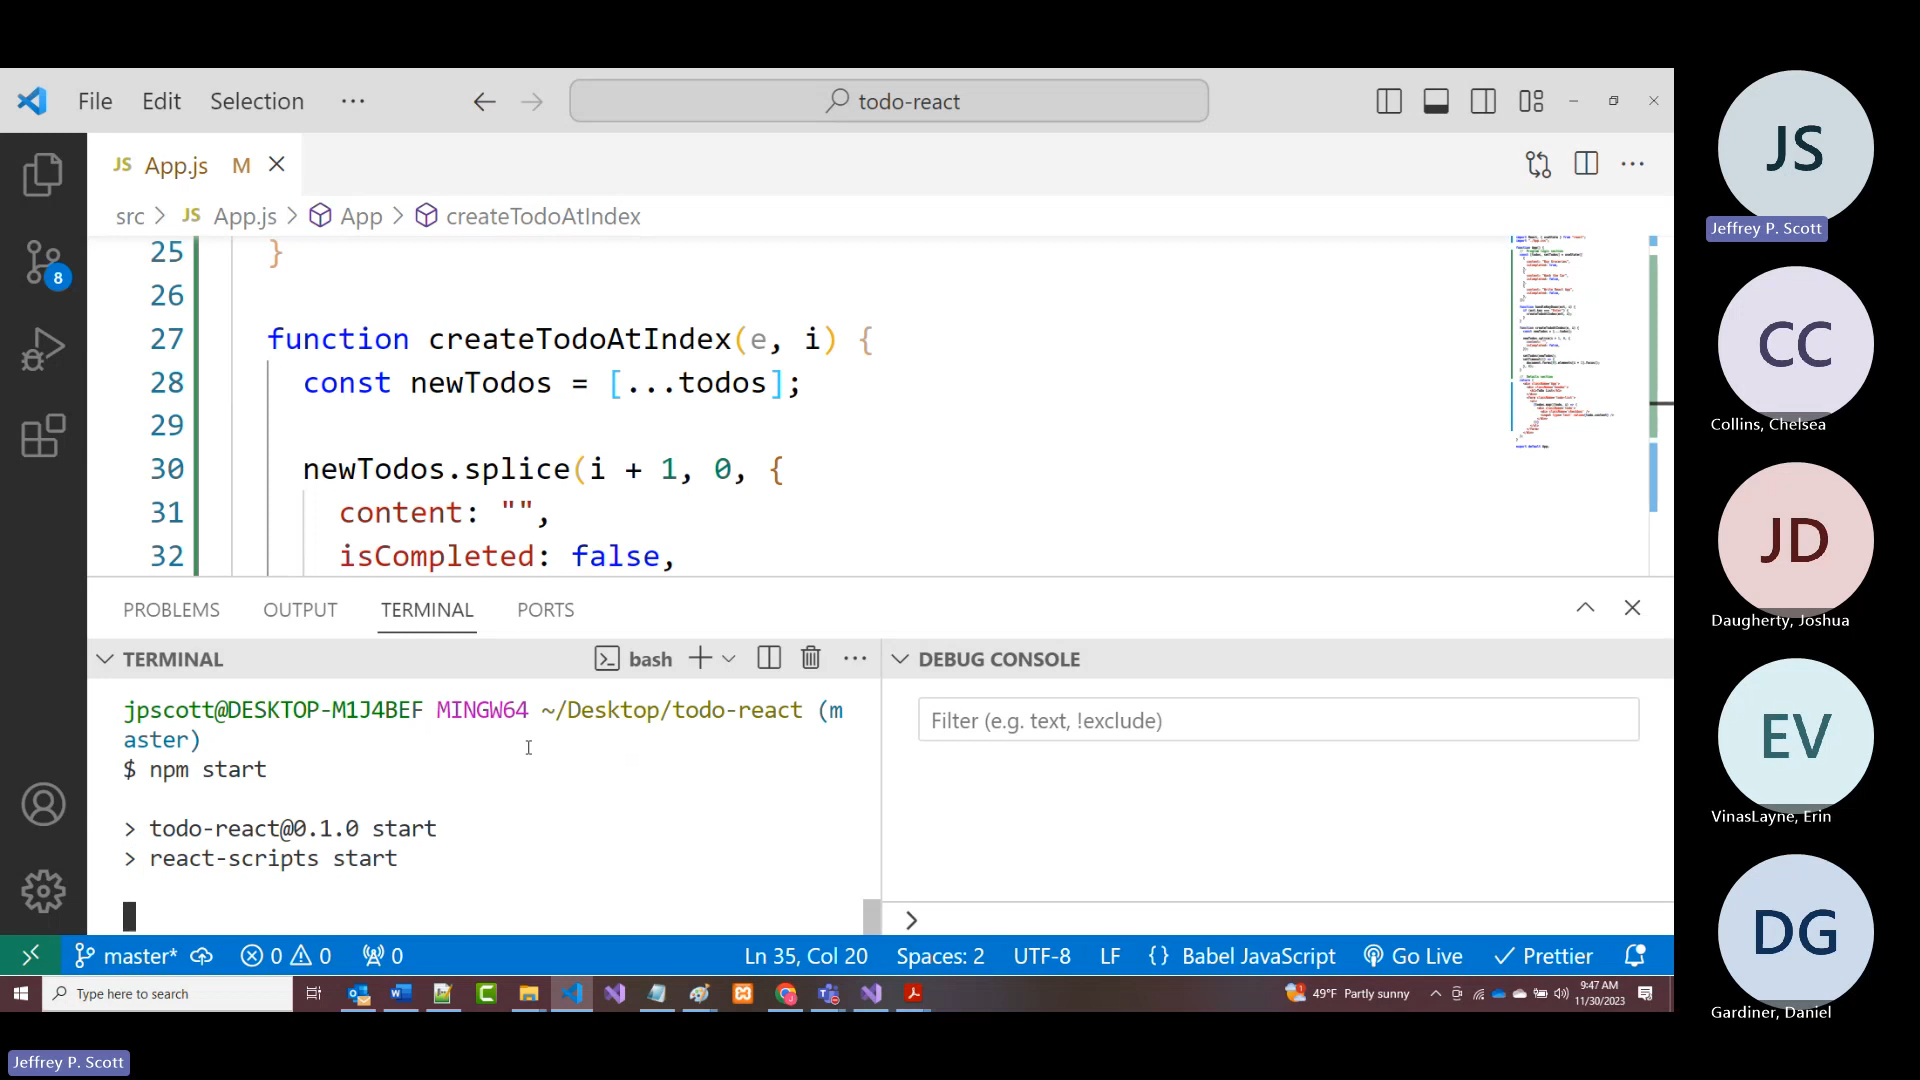 File Edit Selection ···
todo-react
JS App.js M
src > JS App.js > App > createTodoAtIndex
25 }
26
27 function createTodoAtIndex(e, i) {
28 const newTodos = [...todos];
29
30 newTodos.splice(i + 1, 0, {
31 content: "",
32 isCompleted: false,
PROBLEMS OUTPUT TERMINAL PORTS
TERMINAL
bash
DEBUG CONSOLE
Filter (e.g. text, !exclude)
jpscott@DESKTOP-M1J4BEF MINGW64 ~/Desktop/todo-react (m
aster)
$ npm start
> todo-react@0.1.0 start
> react-scripts start
8
master* 0 0 0 Ln 35, Col 20 Spaces: 2 UTF-8 LF {} Babel JavaScript Go Live Prettier
Type here to search
49°F Partly sunny
9:47 AM
11/30/2023
JS
Jeffrey P. Scott
CC
Collins, Chelsea
JD
Daugherty, Joshua
EV
VinasLayne, Erin
DG
Gardiner, Daniel
Jeffrey P. Scott